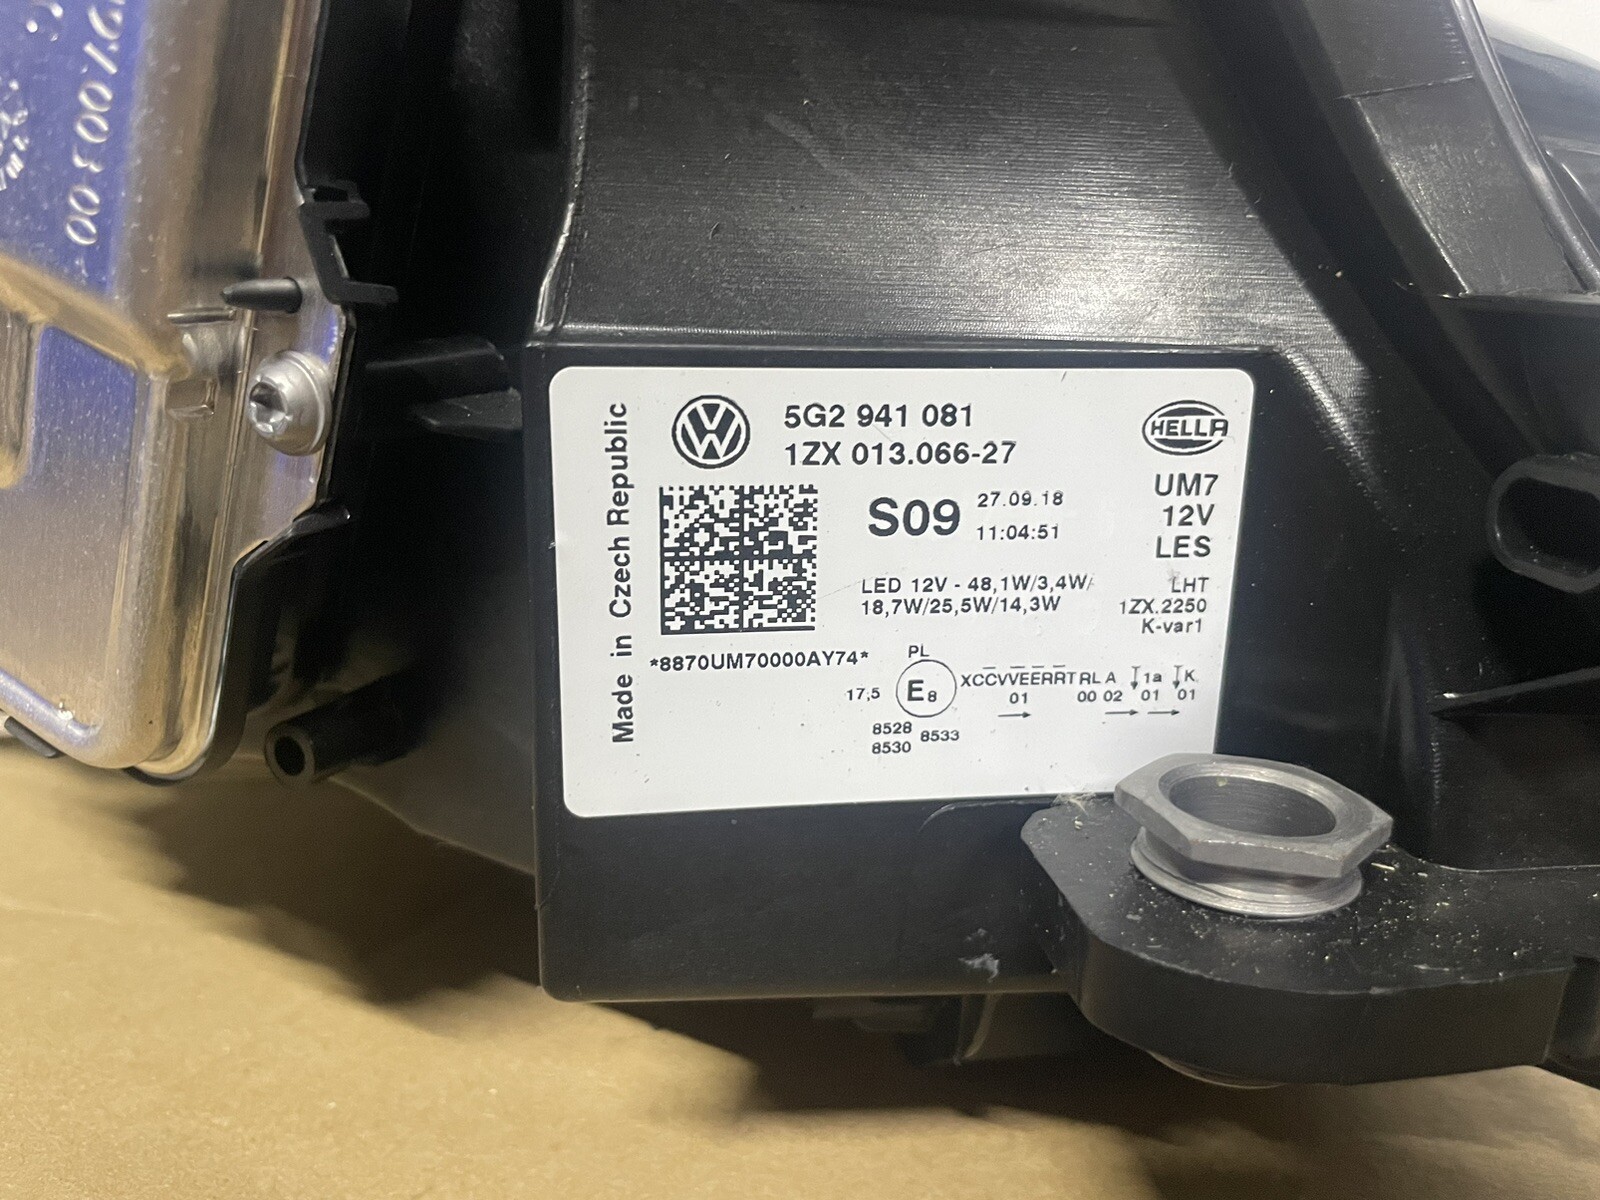 Made in Czech Republic
5G2 941 081
1ZX 013.066-27
HELLA
S09
27.09.18
11:04:51
UM7
12V
LES
LED 12V - 48,1W/3,4W/
18,7W/25,5W/14,3W
LHT
1ZX.2250
K-var1
*8870UM70000AY74*
PL
17,5
E8
XCC̅VV̅E̅E̅R̅R̅T RL A 1a K
01 00 02 01 01
8528
8530
8533